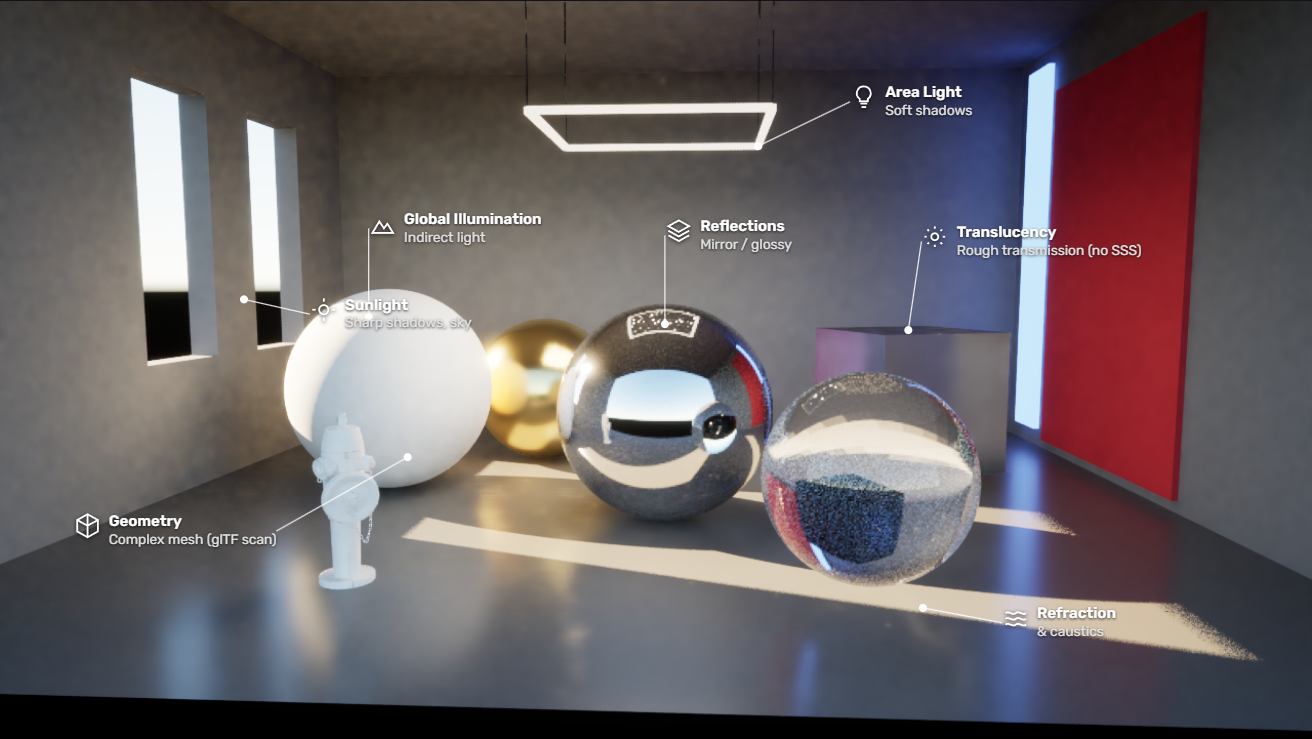 Area Light
Soft shadows
Global Illumination
Indirect light
Reflections
Mirror / glossy
Translucency
Rough transmission (no SSS)
Sunlight
Sharp shadows, sky
Geometry
Complex mesh (glTF scan)
Refraction
& caustics